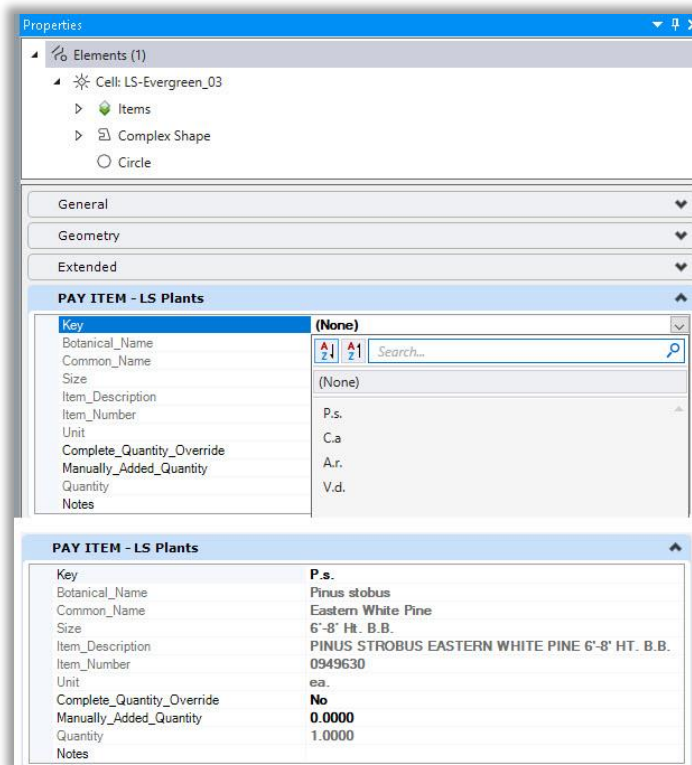 Properties
Elements (1)
Cell: LS-Evergreen_03
Items
Complex Shape
Circle
General
Geometry
Extended
PAY ITEM - LS Plants
Key (None)
Botanical_Name
Common_Name
Size
Item_Description
Item_Number
Unit
Complete_Quantity_Override
Manually_Added_Quantity
Quantity
Notes
Search...
(None)
P.s.
C.a
A.r.
V.d.
PAY ITEM - LS Plants
Key P.s.
Botanical_Name Pinus stobus
Common_Name Eastern White Pine
Size 6'-8' Ht. B.B.
Item_Description PINUS STROBUS EASTERN WHITE PINE 6'-8' HT. B.B.
Item_Number 0949630
Unit ea.
Complete_Quantity_Override No
Manually_Added_Quantity 0.0000
Quantity 1.0000
Notes